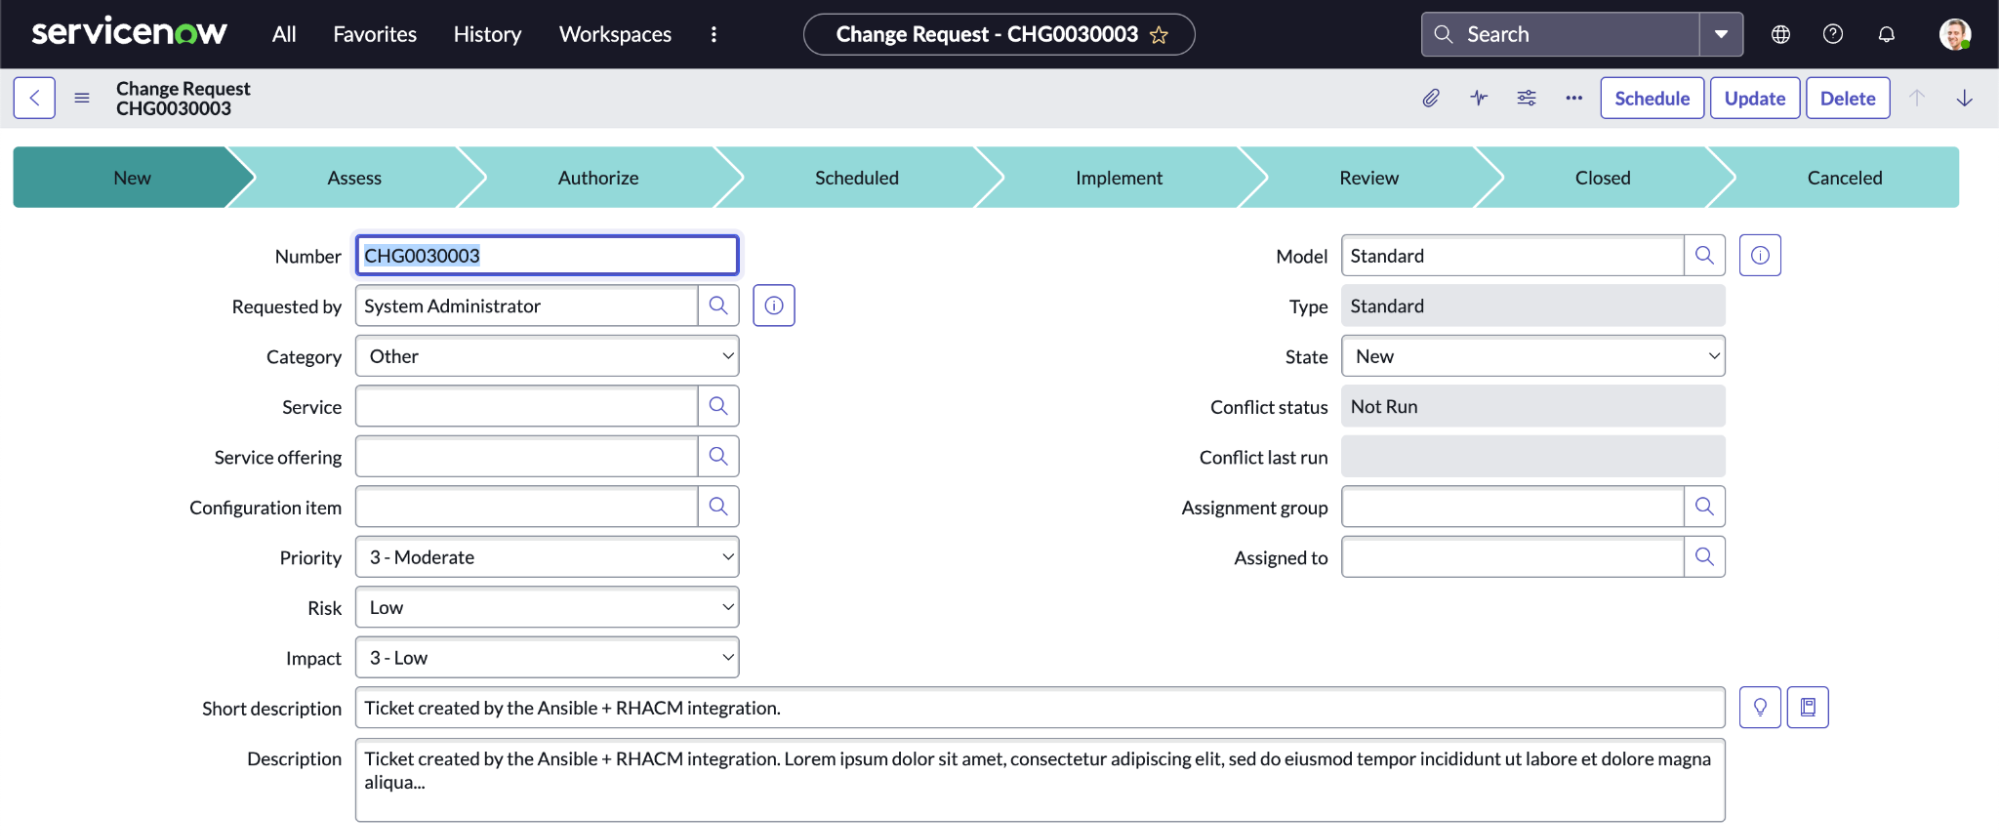 servicenow All Favorites History Workspaces Change Request - CHG0030003 Search
Change Request
CHG0030003
Schedule Update Delete
New Assess Authorize Scheduled Implement Review Closed Canceled
Number CHG0030003 Model Standard
Requested by System Administrator Type Standard
Category Other State New
Service Conflict status Not Run
Service offering Conflict last run
Configuration item Assignment group
Priority 3 - Moderate Assigned to
Risk Low
Impact 3 - Low
Short description Ticket created by the Ansible + RHACM integration.
Description Ticket created by the Ansible + RHACM integration. Lorem ipsum dolor sit amet, consectetur adipiscing elit, sed do eiusmod tempor incididunt ut labore et dolore magna
aliqua...